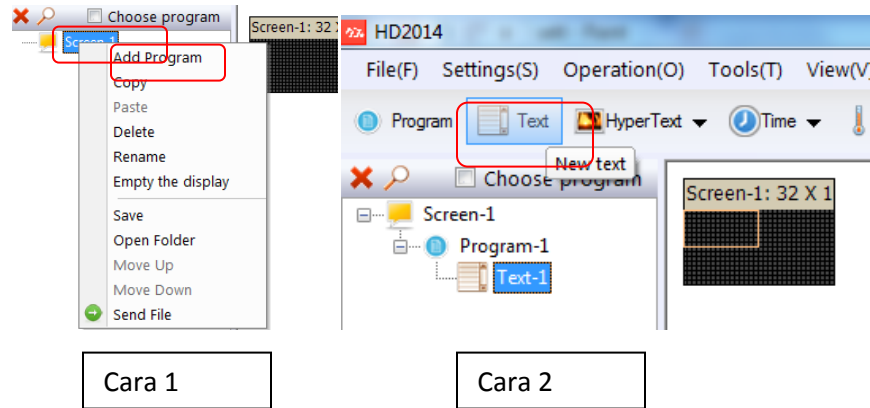 Choose program
Screen-1
Add Program
Copy
Paste
Delete
Rename
Empty the display
Save
Open Folder
Move Up
Move Down
Send File
Screen-1: 32
Cara 1
HD2014
File(F) Settings(S) Operation(O) Tools(T) View(V)
Program Text HyperText Time
New text
Choose program
Screen-1
Program-1
Text-1
Screen-1: 32 X 1
Cara 2